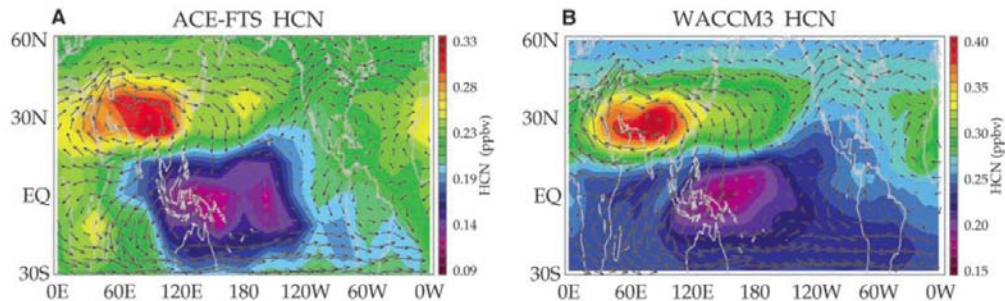 A
ACE-FTS HCN
60N
30N
EQ
30S
0E 60E 120E 180 120W 60W 0W
0.33
0.28
0.23
0.19
0.14
0.09
HCN (ppbv)
B
WACCM3 HCN
60N
30N
EQ
30S
0E 60E 120E 180 120W 60W 0W
0.40
0.35
0.30
0.25
0.20
0.15
HCN (ppbv)